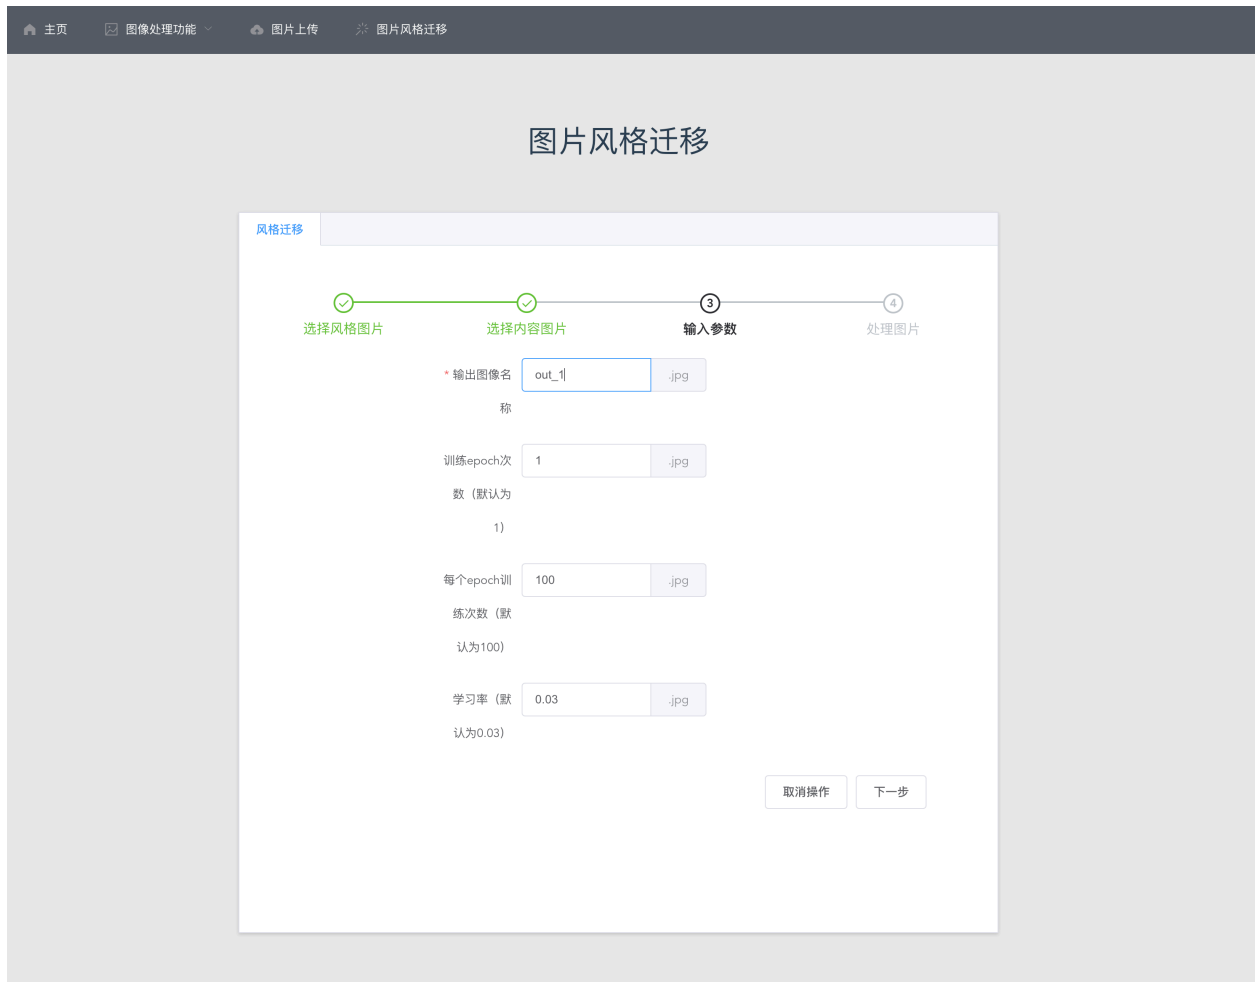 主页 图像处理功能 图片上传 图片风格迁移
图片风格迁移
风格迁移
3 4
选择风格图片 选择内容图片 输入参数 处理图片
* 输出图像名 out_1 .jpg
称
训练epoch次 1 .jpg
数（默认为
1）
每个epoch训 100 .jpg
练次数（默
认为100）
学习率（默 0.03 .jpg
认为0.03）
取消操作 下一步